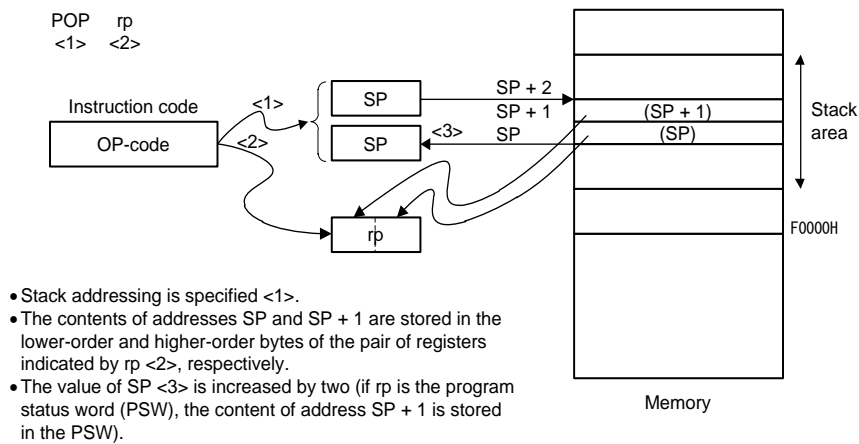 POP rp
<1> <2>
Instruction code
OP-code
<1>
<2>
SP
SP
<3>
SP + 2
SP + 1
SP
(SP + 1)
(SP)
Stack
area
rp
F0000H
• Stack addressing is specified <1>.
• The contents of addresses SP and SP + 1 are stored in the
lower-order and higher-order bytes of the pair of registers
indicated by rp <2>, respectively.
• The value of SP <3> is increased by two (if rp is the program
status word (PSW), the content of address SP + 1 is stored
in the PSW).
Memory